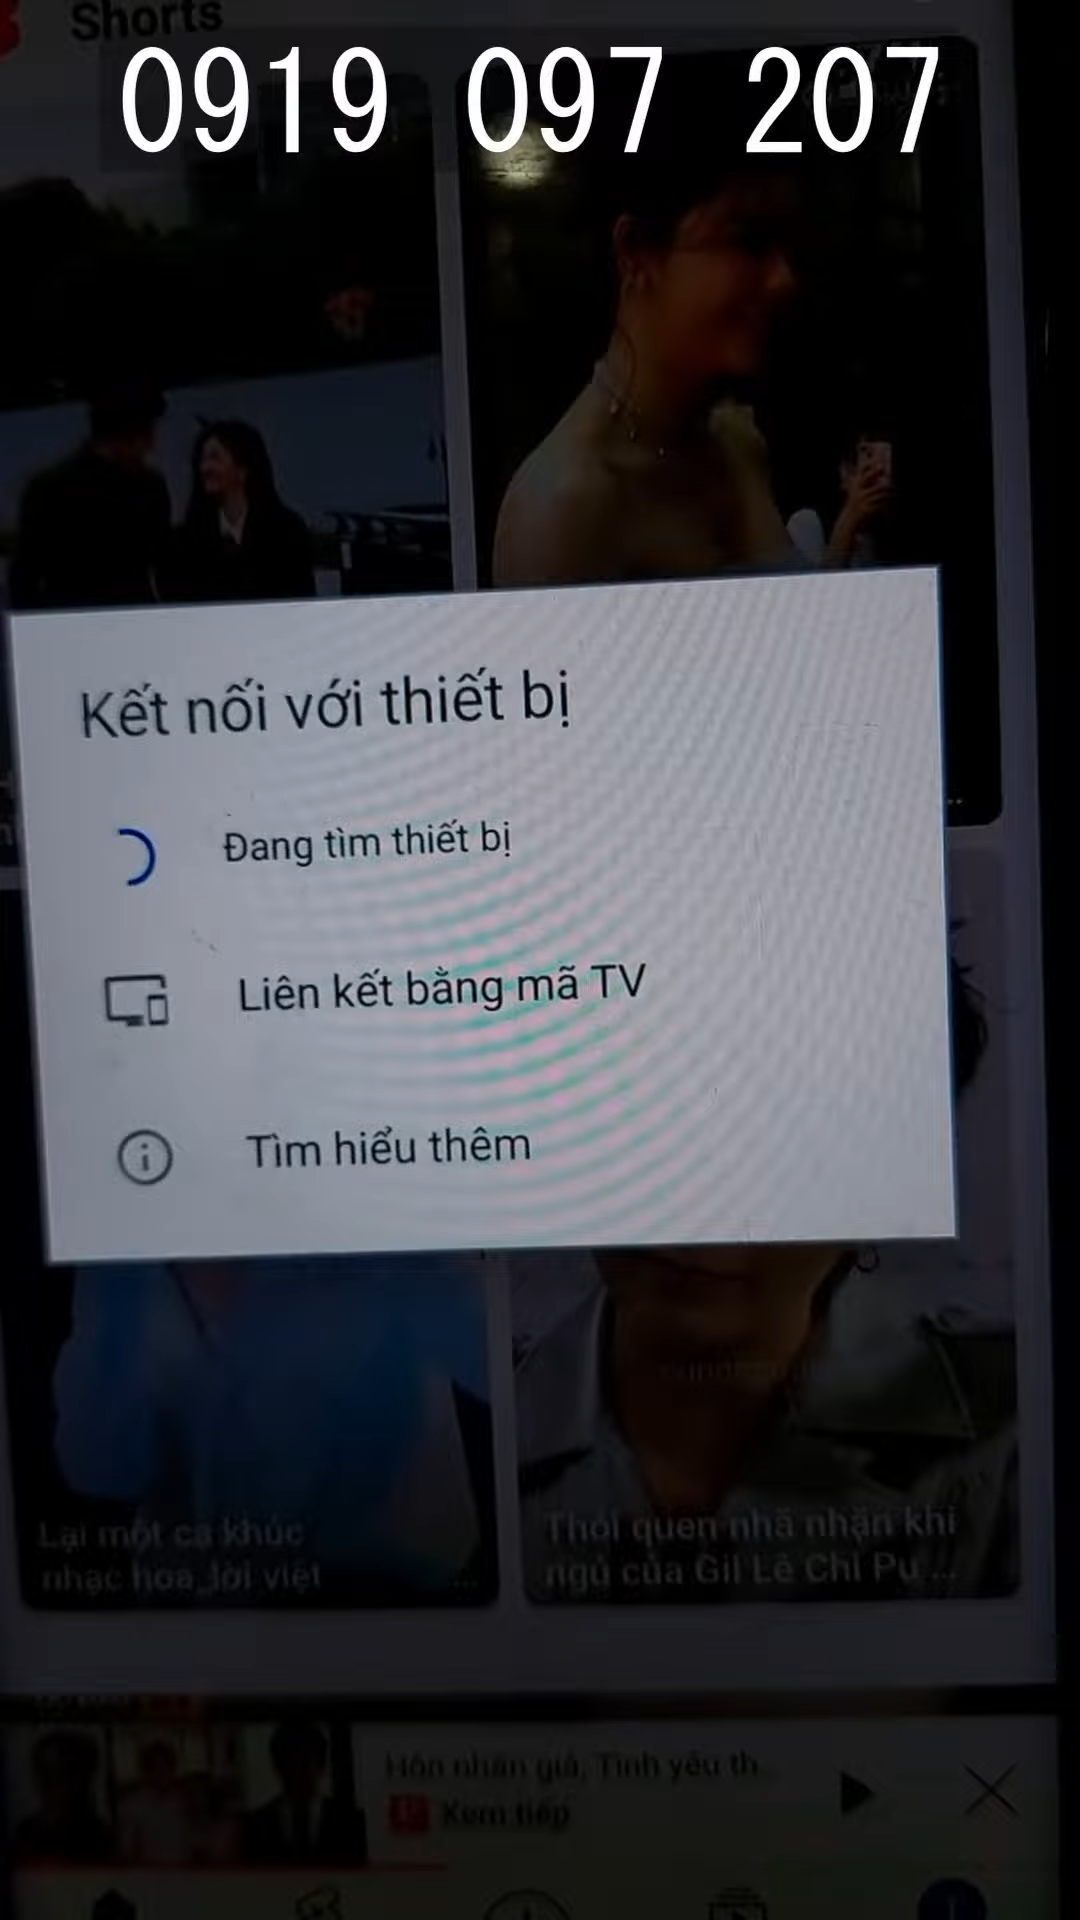 Shorts
0919 097 207
Kết nối với thiết bị
Đang tìm thiết bị
Liên kết bằng mã TV
Tìm hiểu thêm
Lại một ca khúc
nhạc hoa lời việt
Thói quen nhã nhặn khi
ngủ của Gil Lê Chi Pu ...
Hôn nhân giả, Tình yêu th...
Xem tiếp